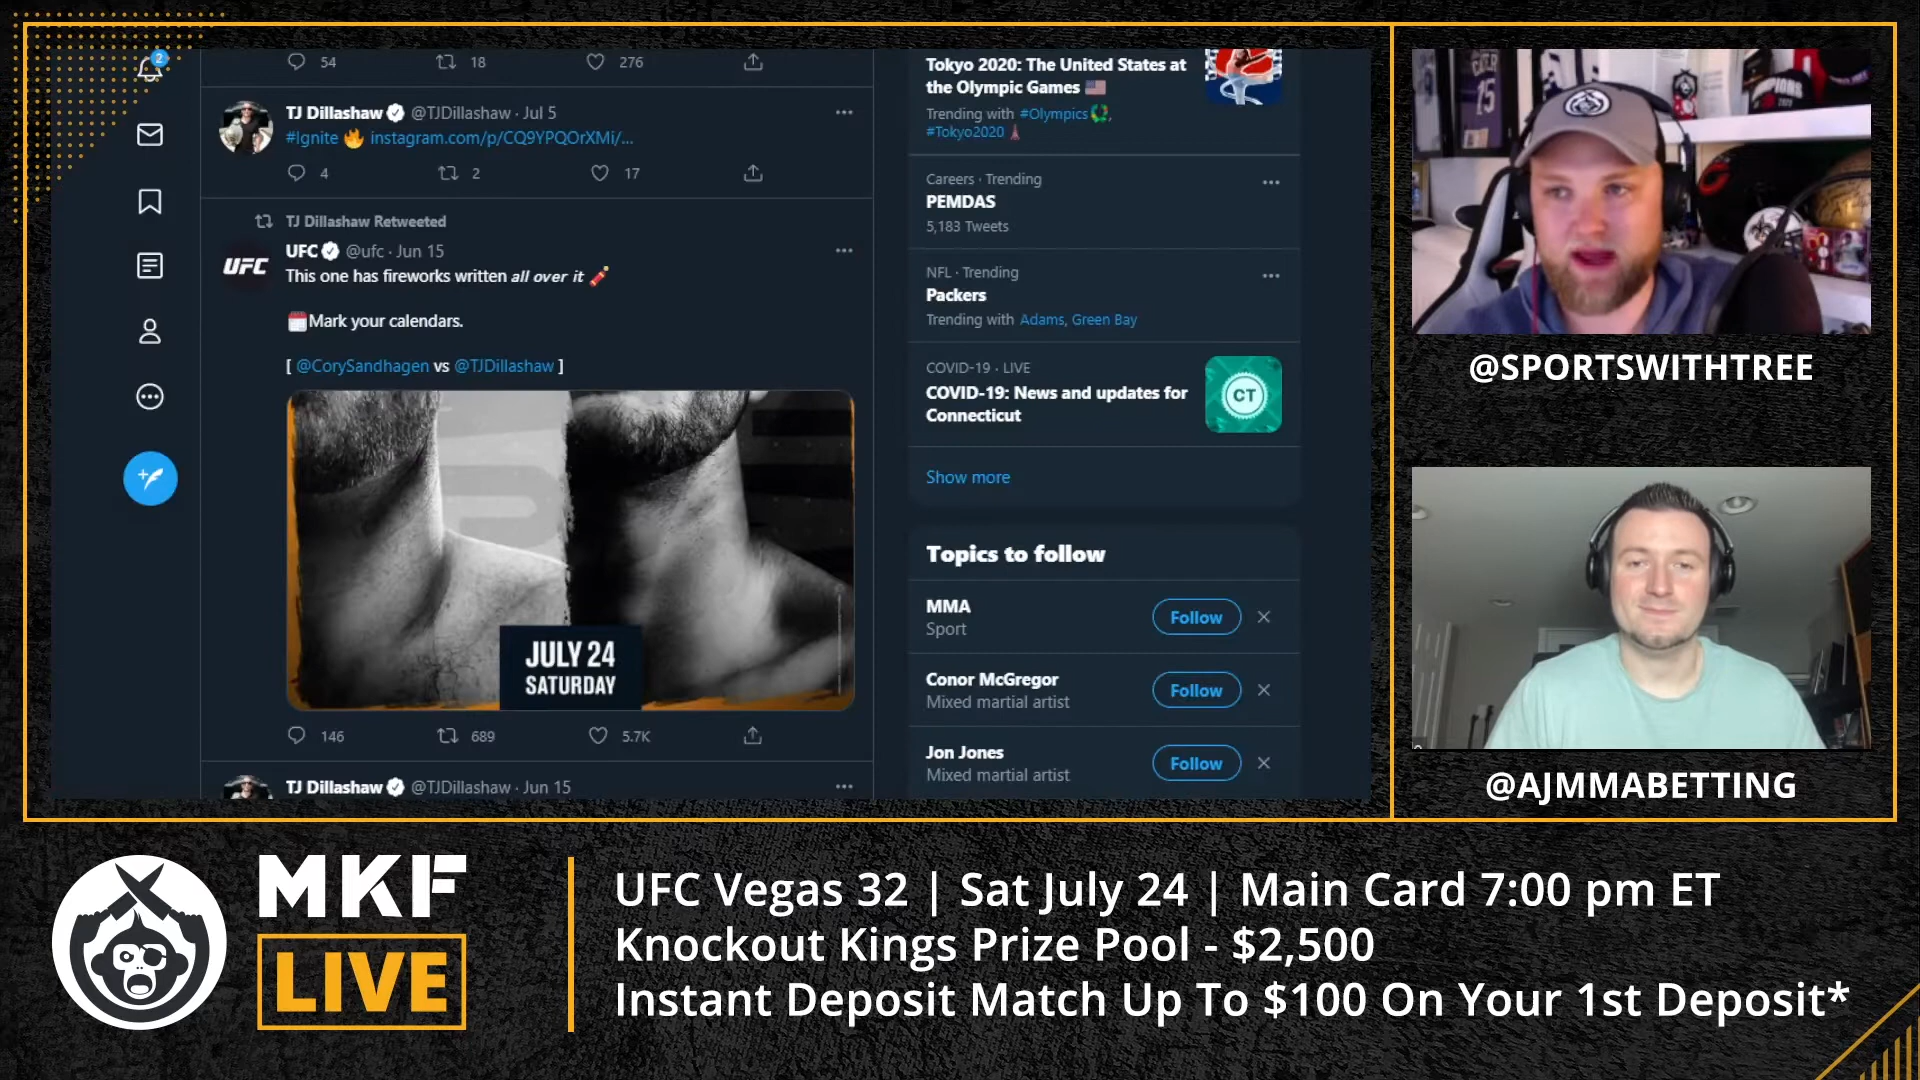 2
54 18 276
TJ Dillashaw @TJDillashaw · Jul 5
#Ignite 🔥 instagram.com/p/CQ9YPQOrXMi/...
4 2 17
TJ Dillashaw Retweeted
UFC
UFC @ufc · Jun 15
This one has fireworks written all over it 🧨
🗓Mark your calendars.
[ @CorySandhagen vs @TJDillashaw ]
JULY 24
SATURDAY
146 689 5.7K
TJ Dillashaw @TJDillashaw · Jun 15
Tokyo 2020: The United States at
the Olympic Games 🇺🇸
Trending with #Olympics,
#Tokyo2020
Careers · Trending
PEMDAS
5,183 Tweets
NFL · Trending
Packers
Trending with Adams, Green Bay
COVID-19 · LIVE
COVID-19: News and updates for
Connecticut
CT
Show more
Topics to follow
MMA
Sport
Follow
Conor McGregor
Mixed martial artist
Follow
Jon Jones
Mixed martial artist
Follow
15
@SPORTSWITHTREE
@AJMMABETTING
MKF
LIVE
UFC Vegas 32 | Sat July 24 | Main Card 7:00 pm ET
Knockout Kings Prize Pool - $2,500
Instant Deposit Match Up To $100 On Your 1st Deposit*